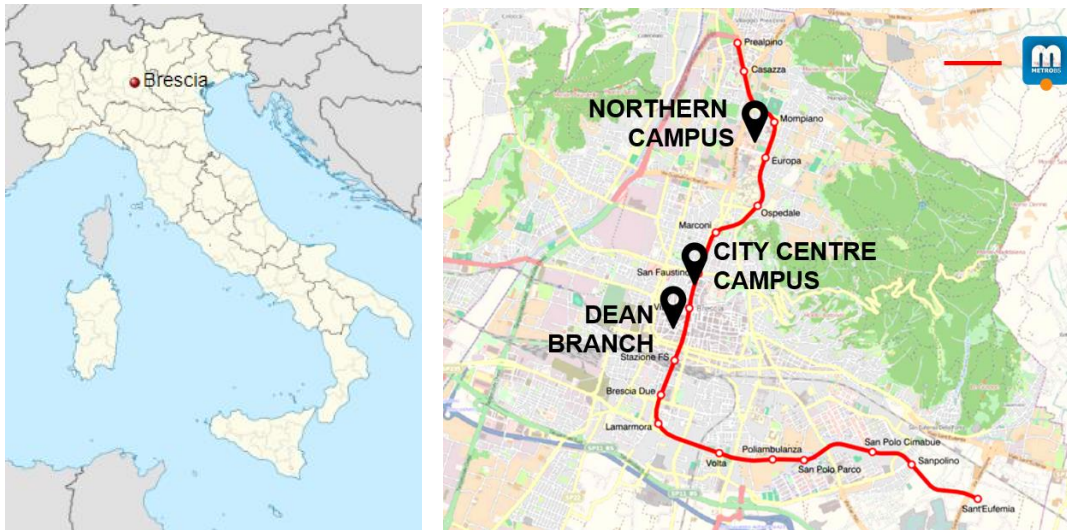 Brescia
METROBS
Prealpino
Casazza
NORTHERN
CAMPUS
Mompiano
Europa
Ospedale
Marconi
CITY CENTRE
CAMPUS
San Faustino
DEAN
BRANCH
Brescia
Stazione FS
Brescia Due
Lamarmora
Volta
Poliambulanza
San Polo Parco
San Polo Cimabue
Sanpolino
Sant'Eufemia